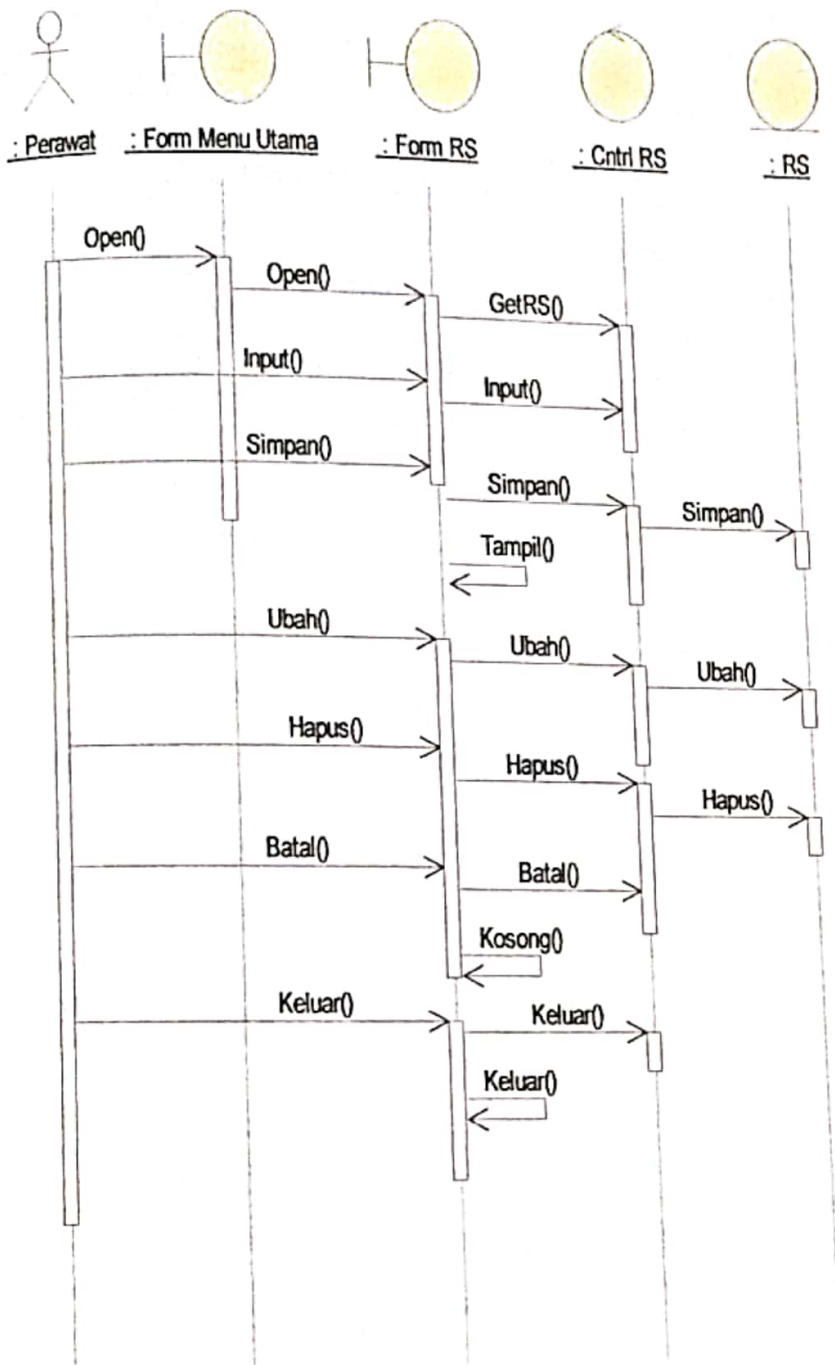 : Perawat
: Form Menu Utama
: Form RS
: Cntrl RS
: RS
Open()
Open()
GetRS()
Input()
Input()
Simpan()
Simpan()
Simpan()
Tampil()
Ubah()
Ubah()
Ubah()
Hapus()
Hapus()
Hapus()
Batal()
Batal()
Kosong()
Keluar()
Keluar()
Keluar()